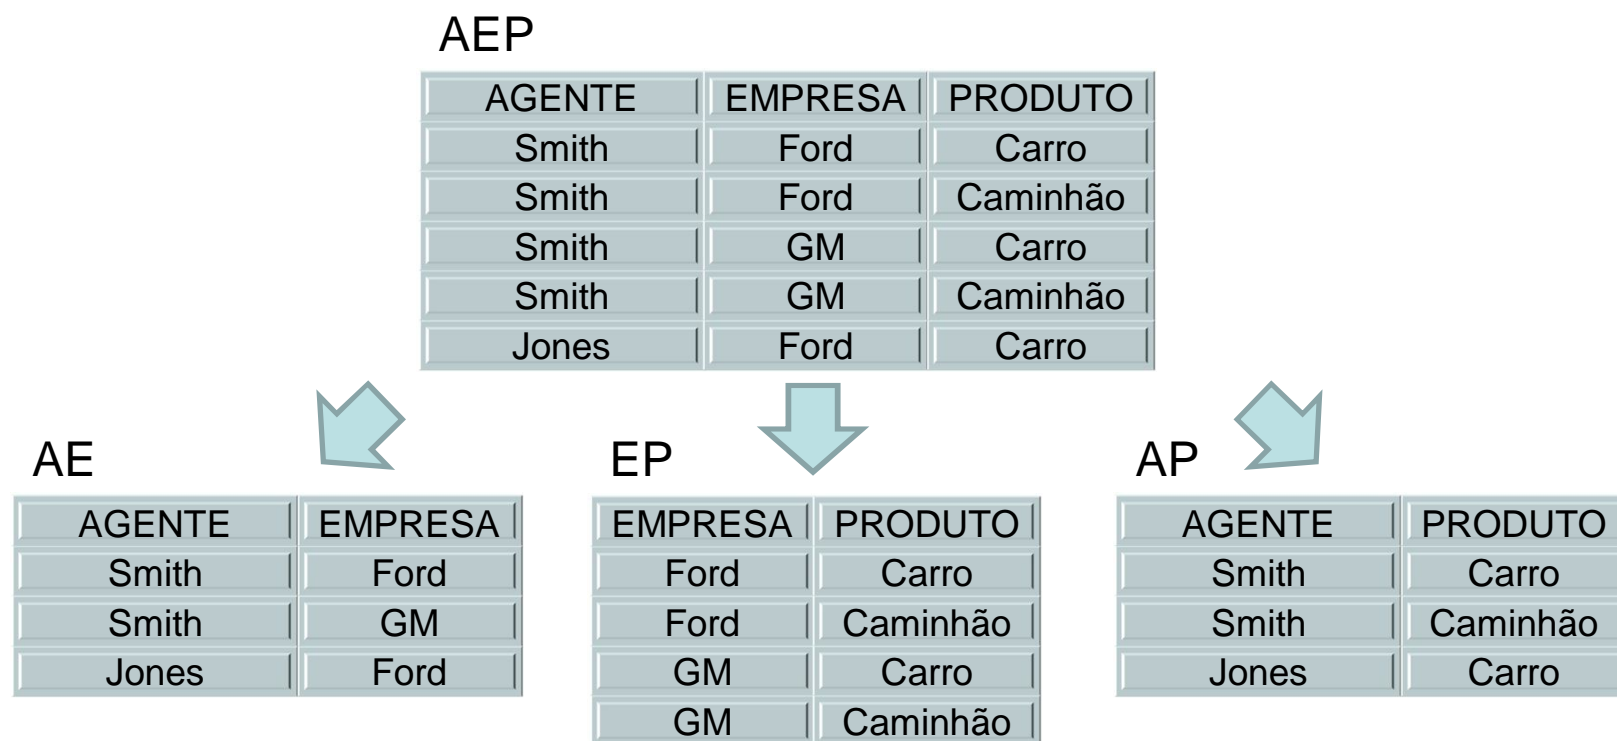 AEP
AGENTE EMPRESA PRODUTO
Smith Ford Carro
Smith Ford Caminhão
Smith GM Carro
Smith GM Caminhão
Jones Ford Carro
AE
AGENTE EMPRESA
Smith Ford
Smith GM
Jones Ford
EP
EMPRESA PRODUTO
Ford Carro
Ford Caminhão
GM Carro
GM Caminhão
AP
AGENTE PRODUTO
Smith Carro
Smith Caminhão
Jones Carro